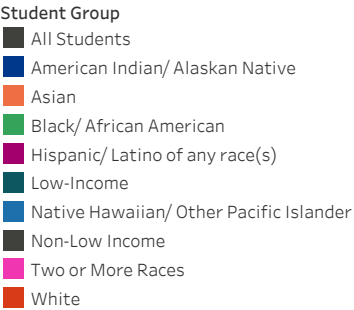 Student Group
All Students
American Indian/ Alaskan Native
Asian
Black/ African American
Hispanic/ Latino of any race(s)
Low-Income
Native Hawaiian/ Other Pacific Islander
Non-Low Income
Two or More Races
White